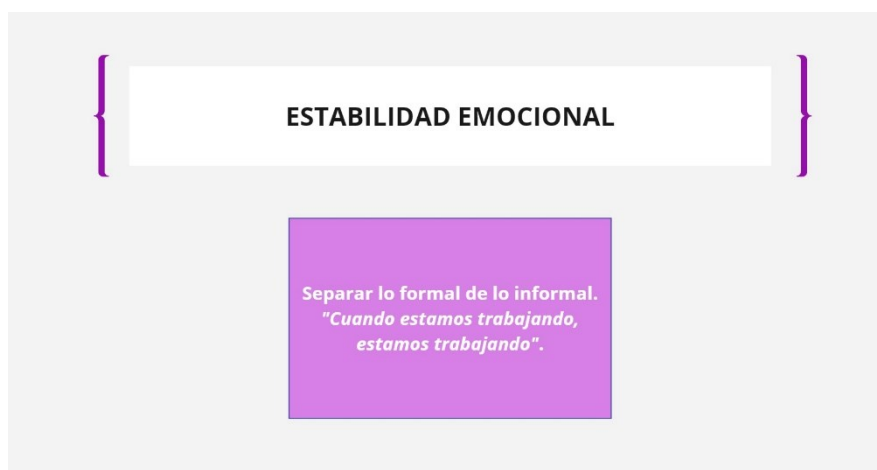 ESTABILIDAD EMOCIONAL
Separar lo formal de lo informal.
"Cuando estamos trabajando,
estamos trabajando".